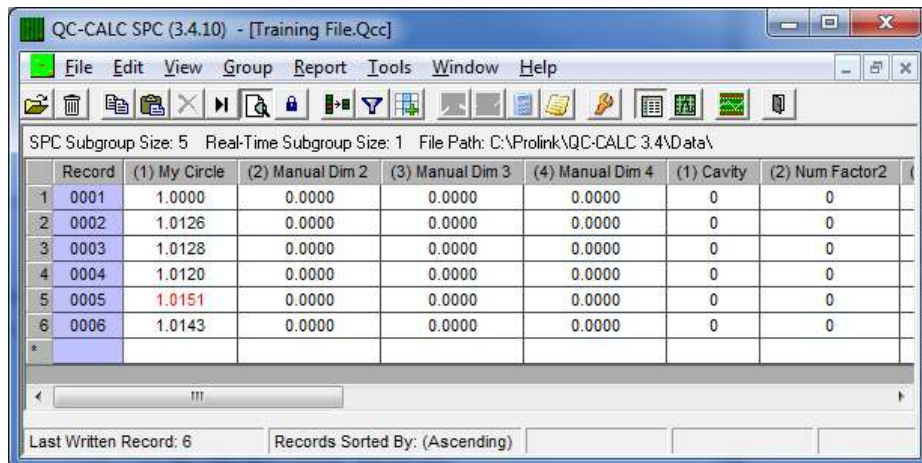 QC-CALC SPC (3.4.10) - [Training File.Qcc]
File Edit View Group Report Tools Window Help
SPC Subgroup Size: 5 Real-Time Subgroup Size: 1 File Path: C:\Prolink\QC-CALC 3.4\Data\
Record (1) My Circle (2) Manual Dim 2 (3) Manual Dim 3 (4) Manual Dim 4 (1) Cavity (2) Num Factor2 (
1 0001 1.0000 0.0000 0.0000 0.0000 0 0
2 0002 1.0126 0.0000 0.0000 0.0000 0 0
3 0003 1.0128 0.0000 0.0000 0.0000 0 0
4 0004 1.0120 0.0000 0.0000 0.0000 0 0
5 0005 1.0151 0.0000 0.0000 0.0000 0 0
6 0006 1.0143 0.0000 0.0000 0.0000 0 0
*
Last Written Record: 6 Records Sorted By: (Ascending)